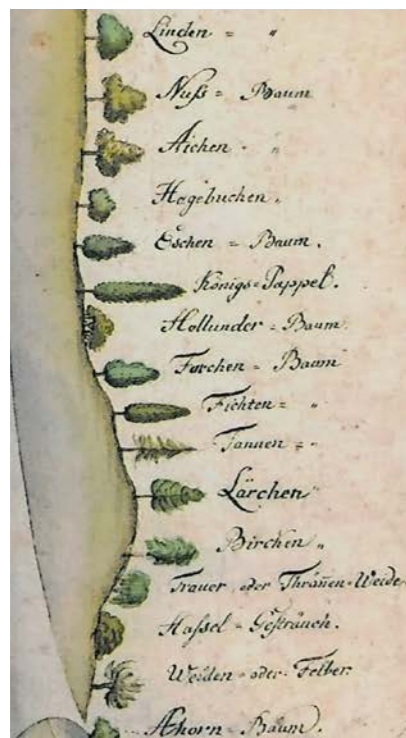 Linden = "
Nuß = Baum
Aichen = "
Hagebuchen.
Eschen = Baum.
Königs=Pappel.
Hollunder = Baum.
Forchen = Baum
Fichten = "
Tannen = "
Lärchen "
Birchen "
Trauer oder Thränen=Weide
Hassel = Gesträuch.
Weiden = oder = Felber
Æhorn = Baum.